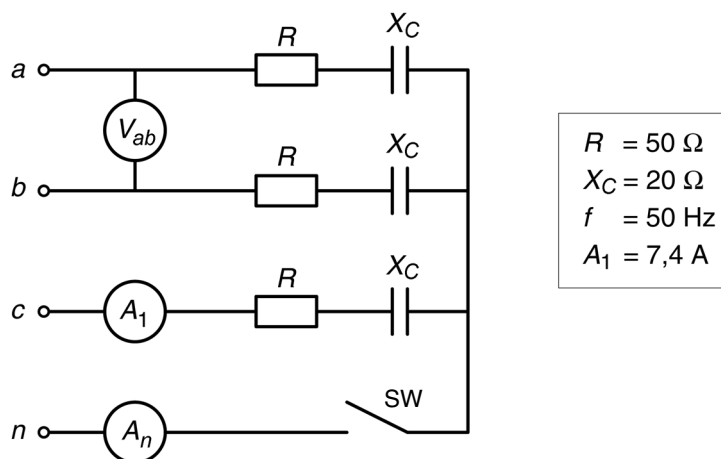 X_C
R
a
V_ab
X_C
R
b
R = 50 Ω
X_C = 20 Ω
f = 50 Hz
A_1 = 7,4 A
X_C
R
c
A_1
SW
n
A_n